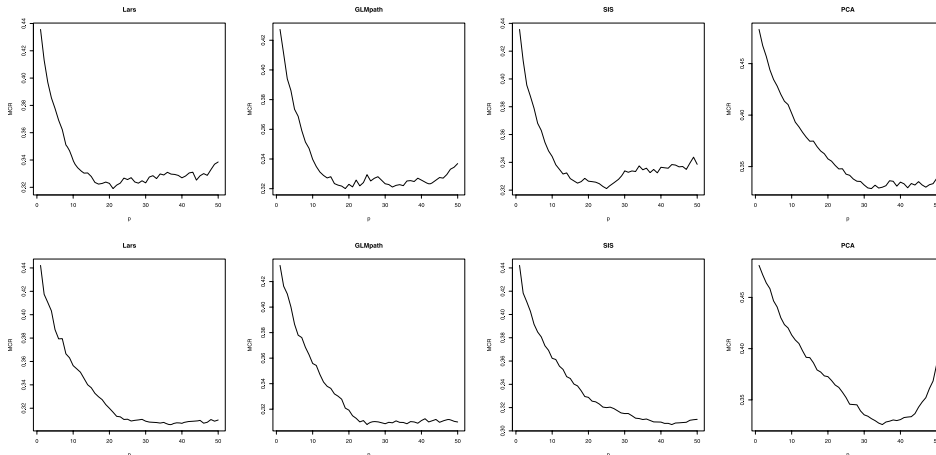 Lars GLMpath SIS PCA
MCR MCR MCR MCR
0.44 0.42 0.40 0.38 0.36 0.34 0.32
0.42 0.40 0.38 0.36 0.34 0.32
0.44 0.42 0.40 0.38 0.36 0.34 0.32
0.45 0.40 0.35
0 10 20 30 40 50 0 10 20 30 40 50 0 10 20 30 40 50 0 10 20 30 40 50
p p p p
Lars GLMpath SIS PCA
MCR MCR MCR MCR
0.44 0.42 0.40 0.38 0.36 0.34 0.32
0.42 0.40 0.38 0.36 0.34 0.32
0.44 0.42 0.40 0.38 0.36 0.34 0.32 0.30
0.45 0.40 0.35
0 10 20 30 40 50 0 10 20 30 40 50 0 10 20 30 40 50 0 10 20 30 40 50